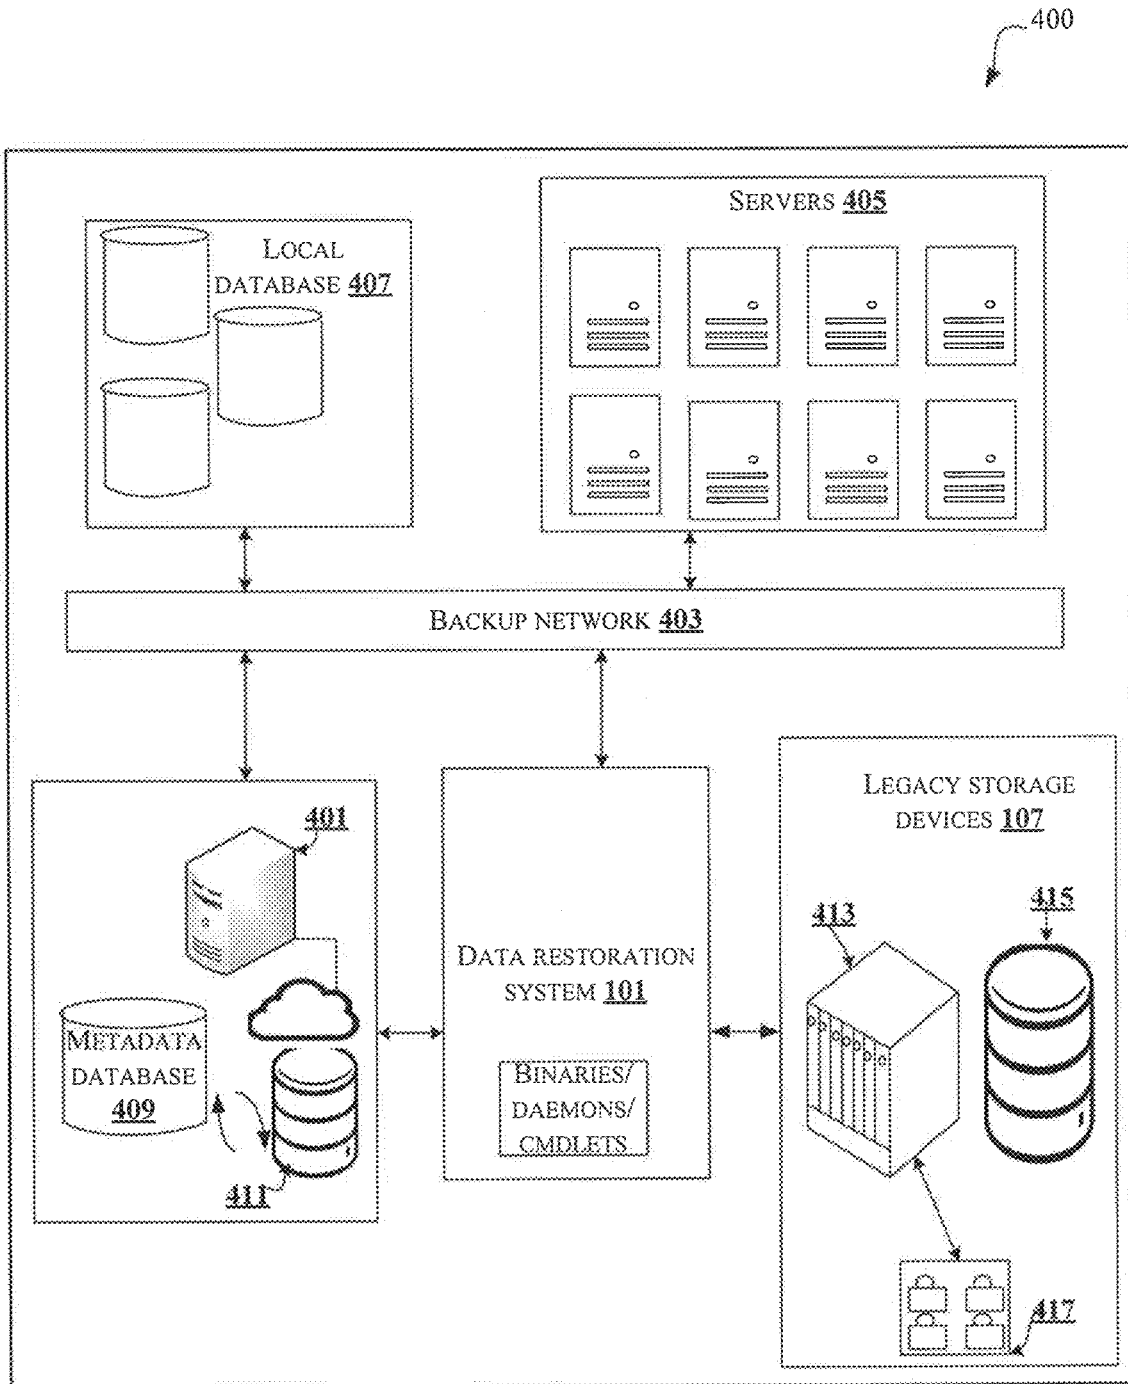 400
SERVERS 405
LOCAL
DATABASE 407
BACKUP NETWORK 403
401
METADATA
DATABASE
409
411
DATA RESTORATION
SYSTEM 101
BINARIES/
DAEMONS/
CMDLETS
LEGACY STORAGE
DEVICES 107
413
415
417